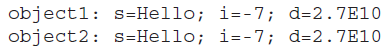 object1: s=Hello; i=-7; d=2.7E10
object2: s=Hello; i=-7; d=2.7E10